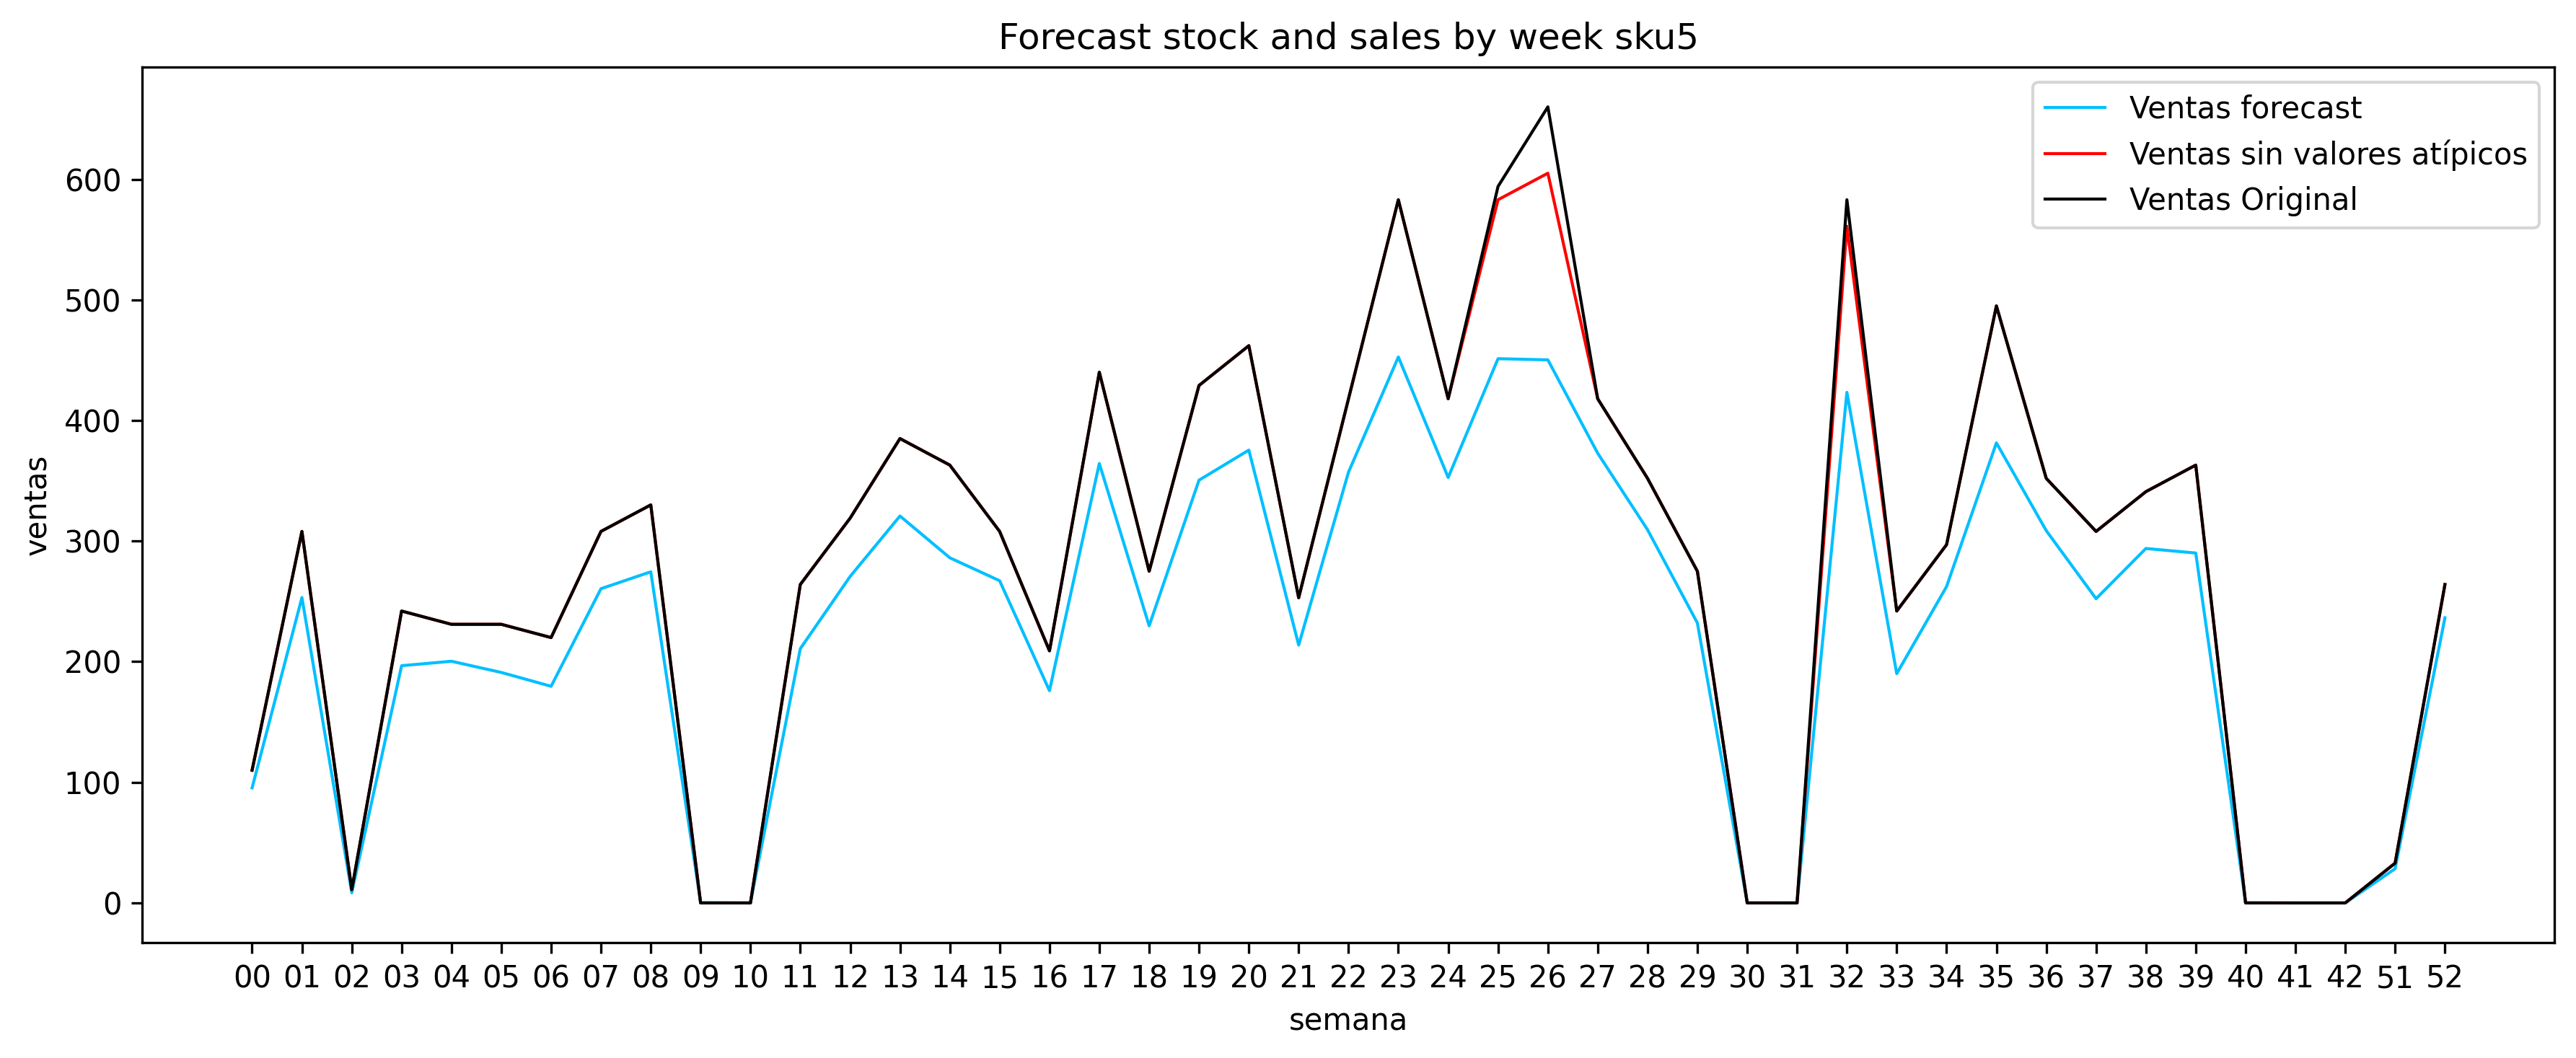 Forecast stock and sales by week sku5
Ventas forecast
Ventas sin valores atípicos
Ventas Original
600
500
400
300
200
100
0
ventas
00 01 02 03 04 05 06 07 08 09 10 11 12 13 14 15 16 17 18 19 20 21 22 23 24 25 26 27 28 29 30 31 32 33 34 35 36 37 38 39 40 41 42 51 52
semana